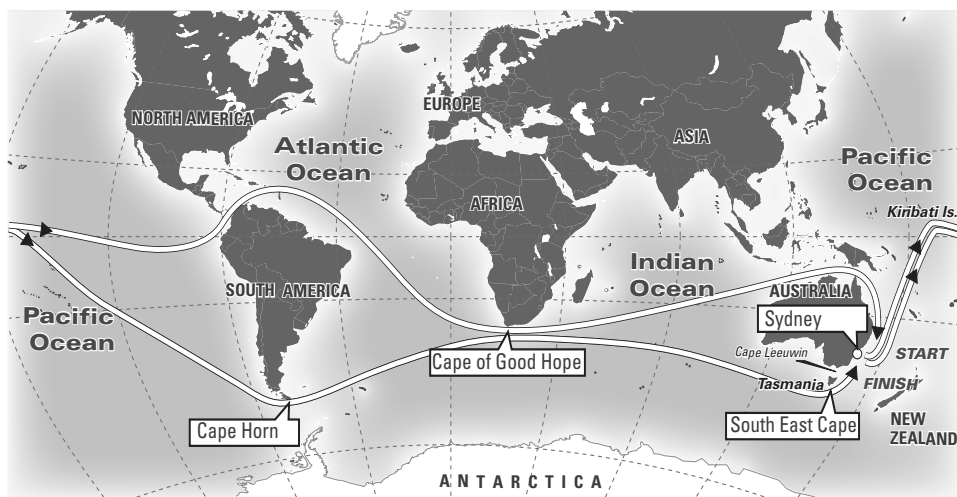 NORTH AMERICA
EUROPE
ASIA
Atlantic
Ocean
Pacific
Ocean
Kiribati Is.
AFRICA
Indian
Ocean
SOUTH AMERICA
AUSTRALIA
Pacific
Ocean
Sydney
Cape Leeuwin
START
Cape of Good Hope
Tasmania
FINISH
Cape Horn
South East Cape
NEW
ZEALAND
ANTARCTICA